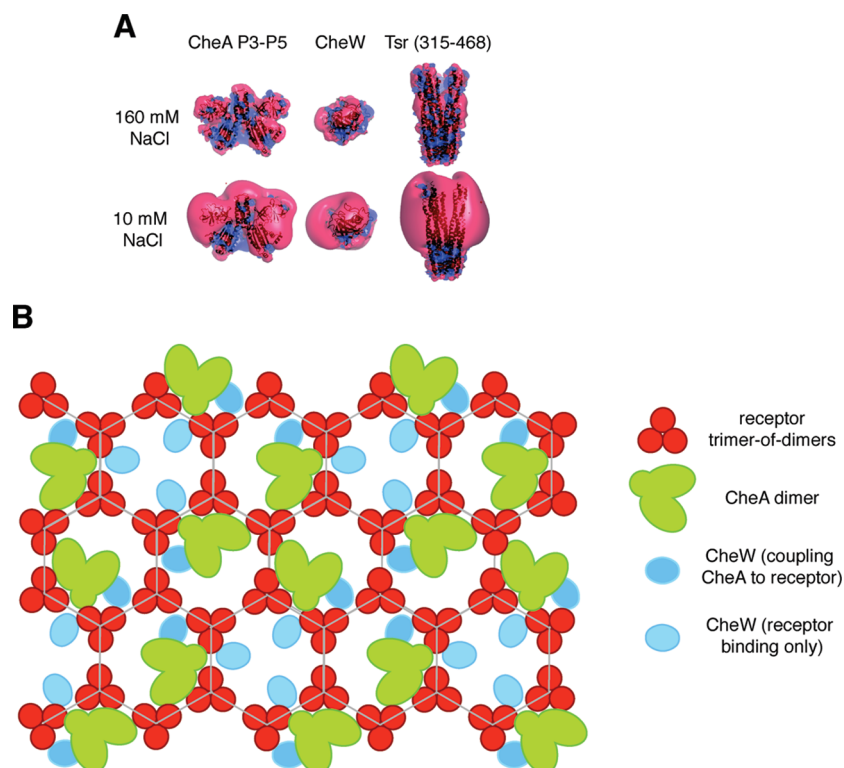 A
CheA P3-P5
CheW
Tsr (315-468)
160 mM
NaCl
10 mM
NaCl
B
receptor
trimer-of-dimers
CheA dimer
CheW (coupling
CheA to receptor)
CheW (receptor
binding only)